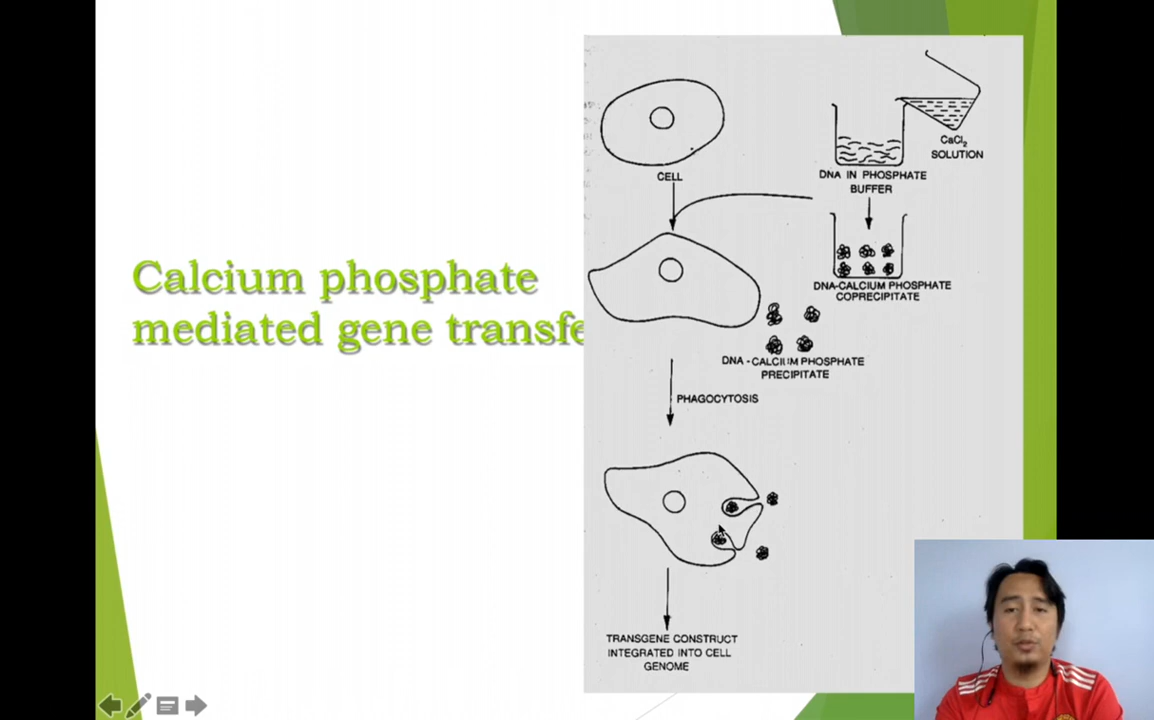 Calcium phosphate
mediated gene transfe
CELL
CaCl₂
SOLUTION
DNA IN PHOSPHATE
BUFFER
DNA-CALCIUM PHOSPHATE
COPRECIPITATE
DNA - CALCIUM PHOSPHATE
PRECIPITATE
PHAGOCYTOSIS
TRANSGENE CONSTRUCT
INTEGRATED INTO CELL
GENOME